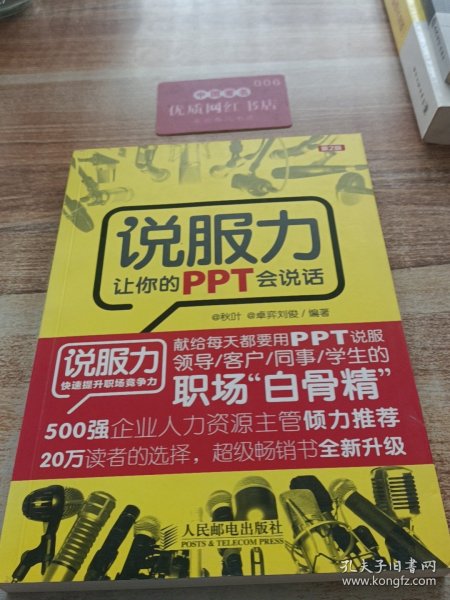 006
中国书店
优质网红书店
第2版
说服力
让你的PPT会说话
@秋叶 @卓弈刘俊/编著
说服力
快速提升职场竞争力
献给每天都要用PPT说服
领导/客户/同事/学生的
职场“白骨精”
500强企业人力资源主管倾力推荐
20万读者的选择，超级畅销书全新升级
人民邮电出版社
POSTS & TELECOM PRESS
孔夫子旧书网
www.kongfz.com